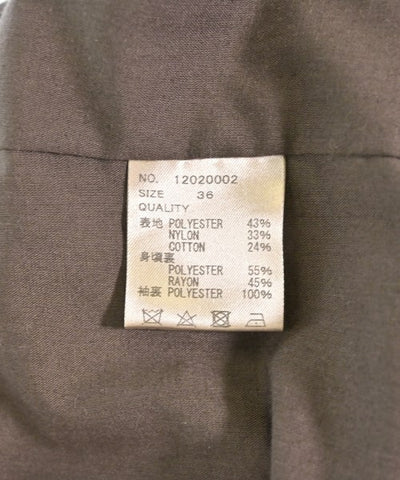 NO. 12020002
SIZE 36
QUALITY
表地 POLYESTER 43%
NYLON 33%
COTTON 24%
身頃裏
POLYESTER 55%
RAYON 45%
袖裏 POLYESTER 100%